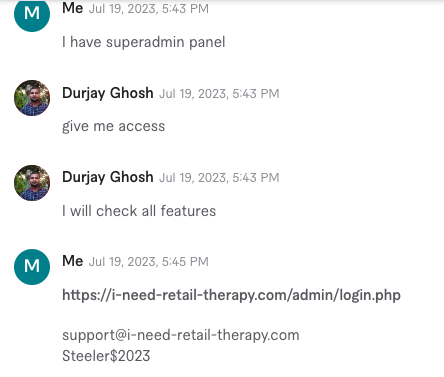 M
Me Jul 19, 2023, 5:43 PM
I have superadmin panel
Durjay Ghosh Jul 19, 2023, 5:43 PM
give me access
Durjay Ghosh Jul 19, 2023, 5:43 PM
I will check all features
M
Me Jul 19, 2023, 5:45 PM
https://i-need-retail-therapy.com/admin/login.php
support@i-need-retail-therapy.com
Steeler$2023